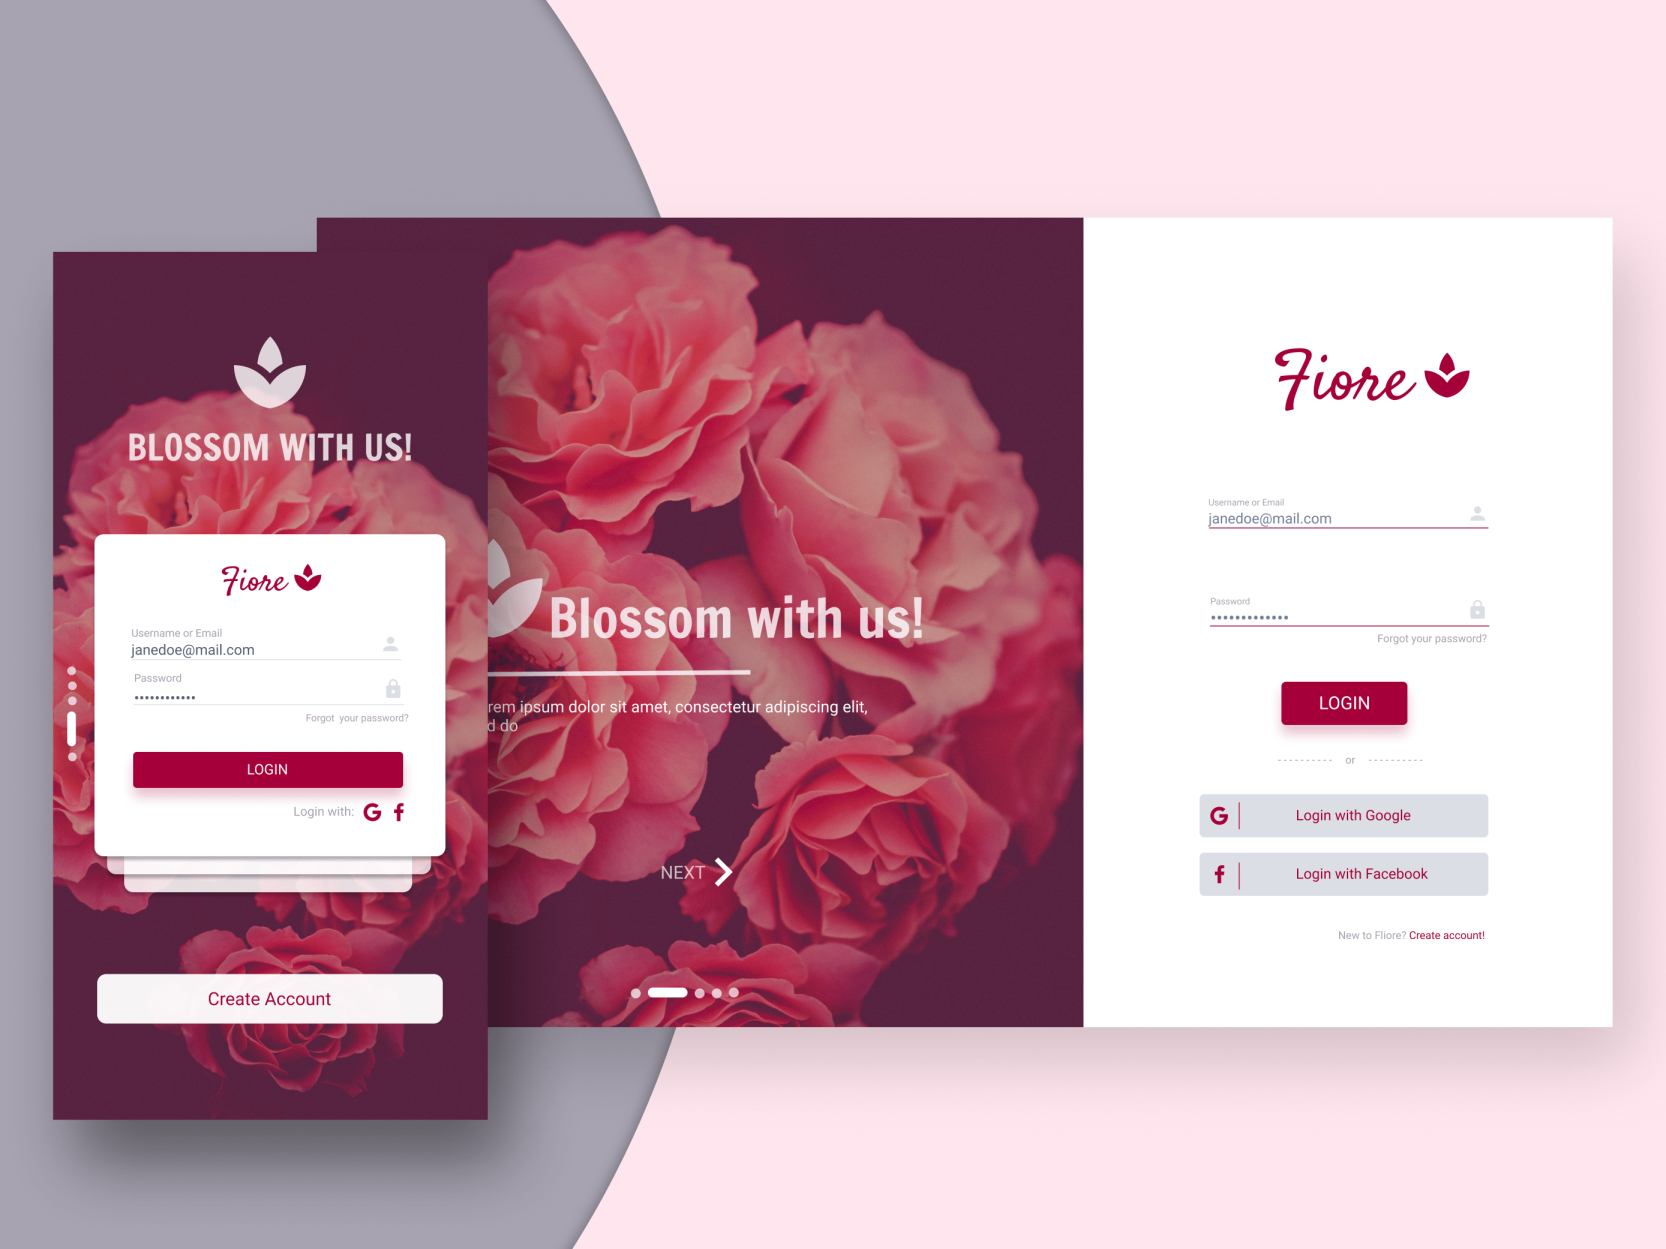 BLOSSOM WITH US!
Fiore
Username or Email
janedoe@mail.com
Password
••••••••••••
Forgot your password?
LOGIN
Login with: G f
Create Account
Blossom with us!
rem ipsum dolor sit amet, consectetur adipiscing elit,
d do
NEXT
Fiore
Username or Email
janedoe@mail.com
Password
•••••••••••••
Forgot your password?
LOGIN
or
G Login with Google
f Login with Facebook
New to Fliore? Create account!